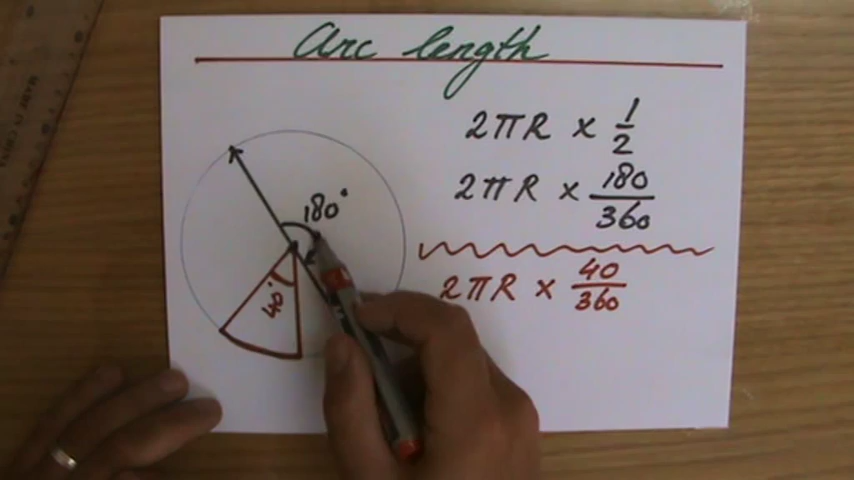 Arc length
2πR × 1/2
180°
2πR × 180/360
40°
2πR × 40/360